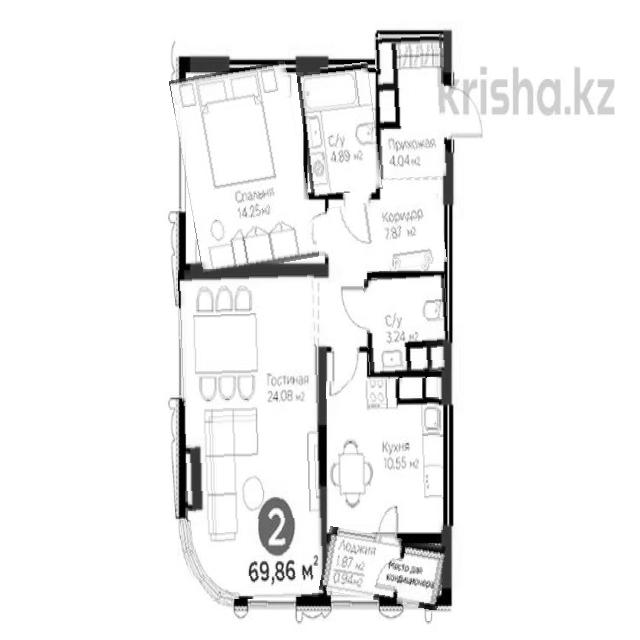 krisha.kz
С/у
4.89 м2
Прихожая
4.04 м2
Спальня
14.25 м2
Коридор
7.87 м2
С/у
3.24 м2
Гостиная
24.08 м2
Кухня
10.55 м2
2
69,86 м2
Лоджия
1.87 м2
0.94 м2
Место для
кондиционера